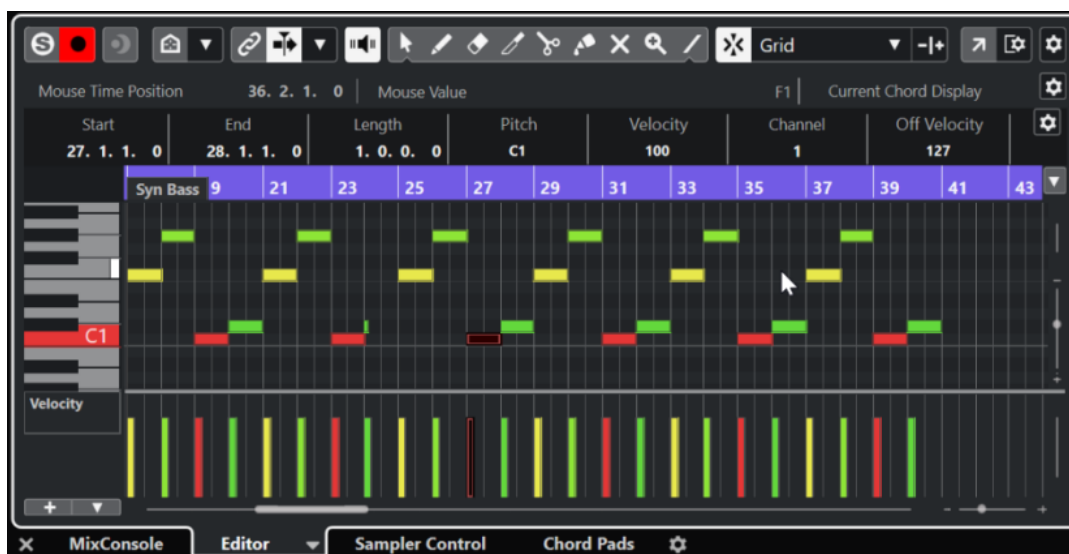 Grid
Mouse Time Position 36. 2. 1. 0 Mouse Value F1 Current Chord Display
Start End Length Pitch Velocity Channel Off Velocity
27. 1. 1. 0 28. 1. 1. 0 1. 0. 0. 0 C1 100 1 127
Syn Bass 9 21 23 25 27 29 31 33 35 37 39 41 43
C1
Velocity
MixConsole Editor Sampler Control Chord Pads